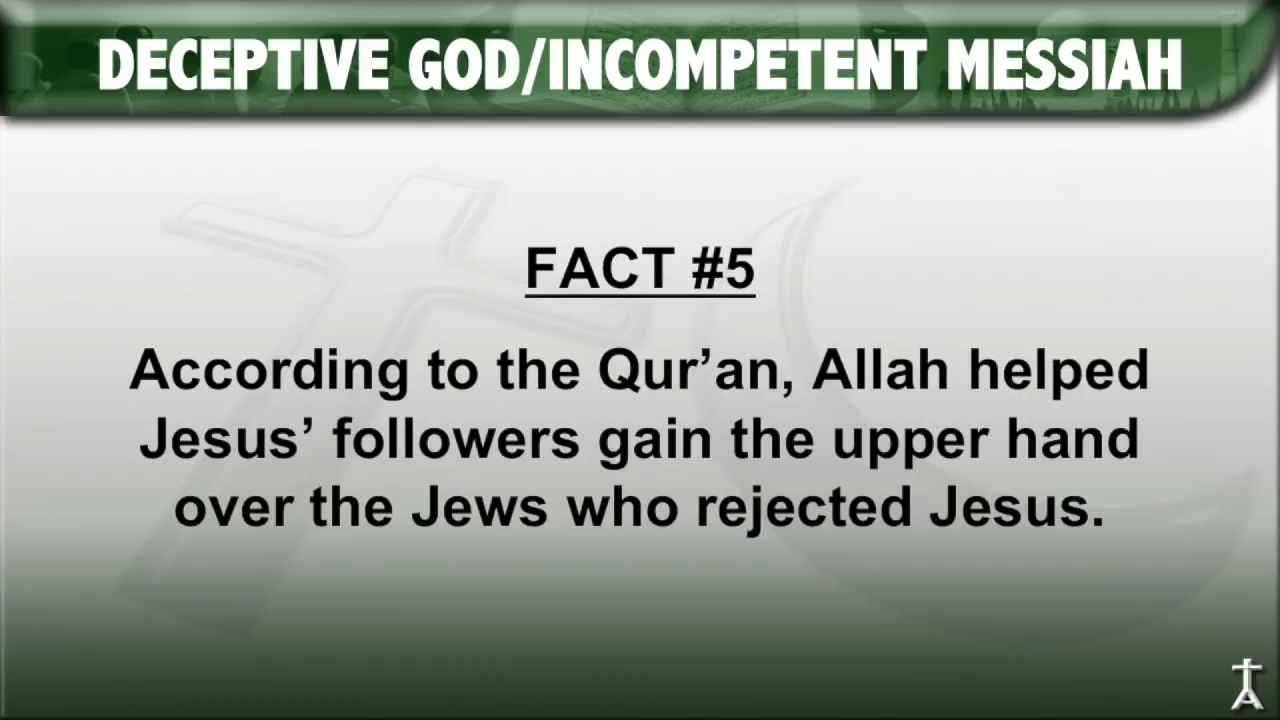 DECEPTIVE GOD/INCOMPETENT MESSIAH
FACT #5
According to the Qur’an, Allah helped
Jesus’ followers gain the upper hand
over the Jews who rejected Jesus.